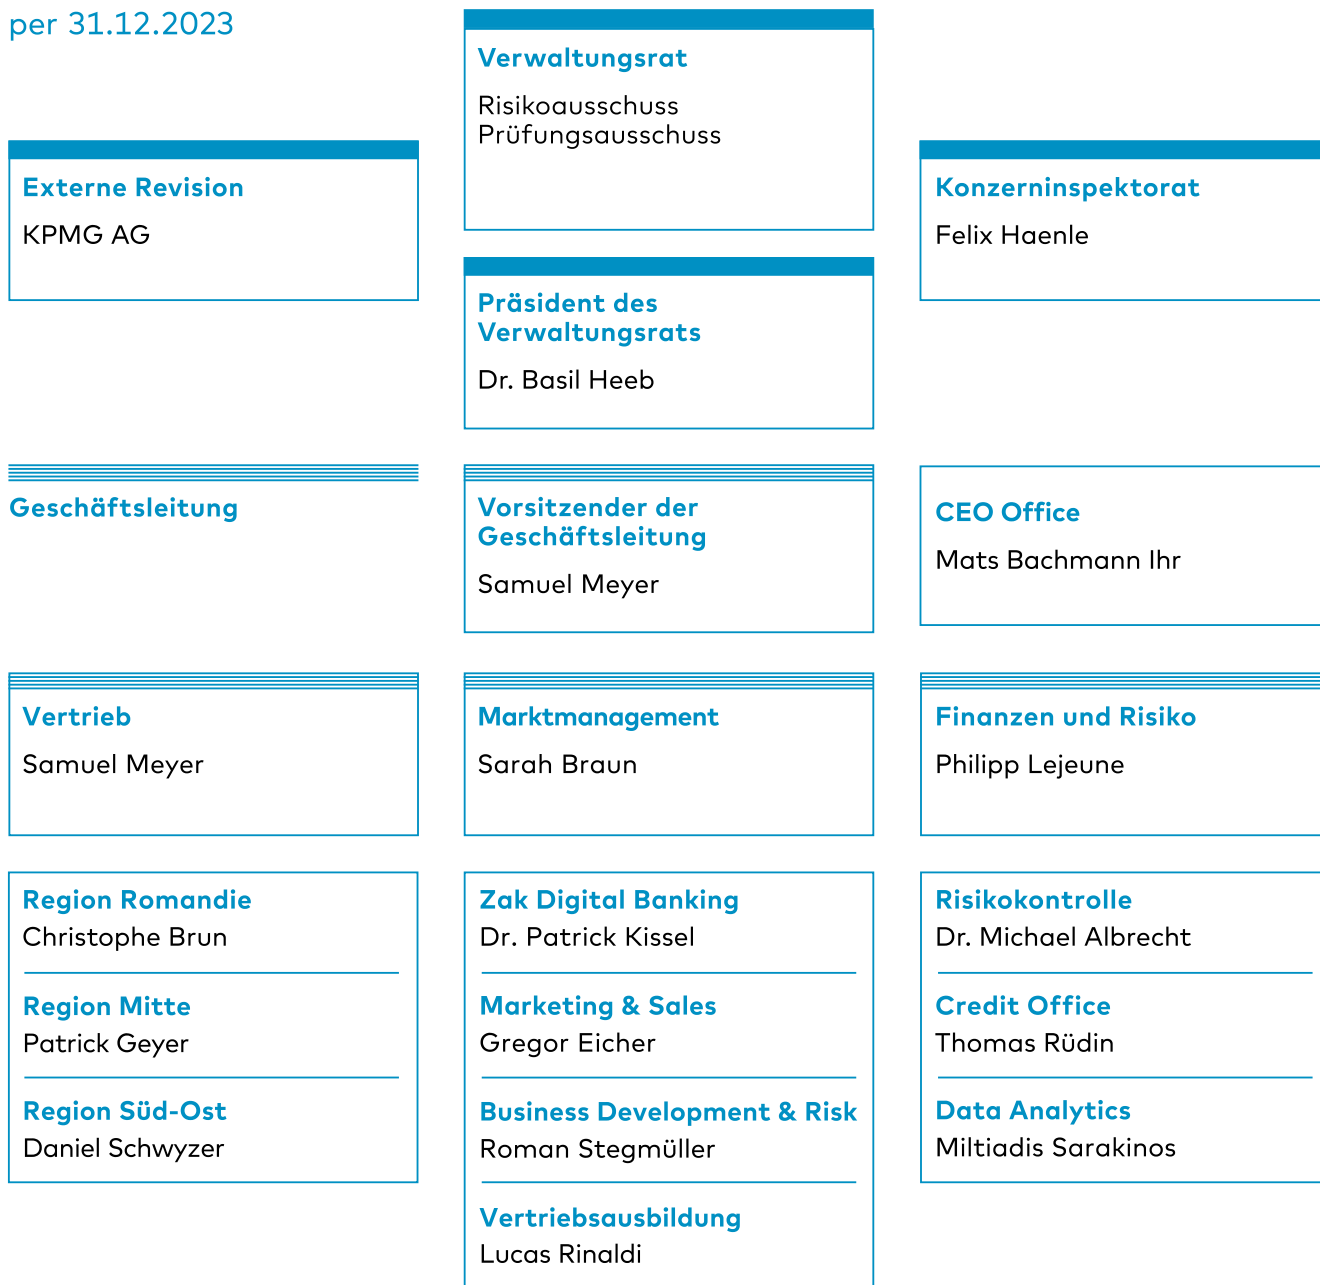 per 31.12.2023
Verwaltungsrat
Risikoausschuss
Prüfungsausschuss
Externe Revision
KPMG AG
Konzerninspektorat
Felix Haenle
Präsident des
Verwaltungsrats
Dr. Basil Heeb
Geschäftsleitung
Vorsitzender der
Geschäftsleitung
Samuel Meyer
CEO Office
Mats Bachmann Ihr
Vertrieb
Samuel Meyer
Marktmanagement
Sarah Braun
Finanzen und Risiko
Philipp Lejeune
Region Romandie
Christophe Brun
Region Mitte
Patrick Geyer
Region Süd-Ost
Daniel Schwyzer
Zak Digital Banking
Dr. Patrick Kissel
Marketing & Sales
Gregor Eicher
Business Development & Risk
Roman Stegmüller
Vertriebsausbildung
Lucas Rinaldi
Risikokontrolle
Dr. Michael Albrecht
Credit Office
Thomas Rüdin
Data Analytics
Miltiadis Sarakinos